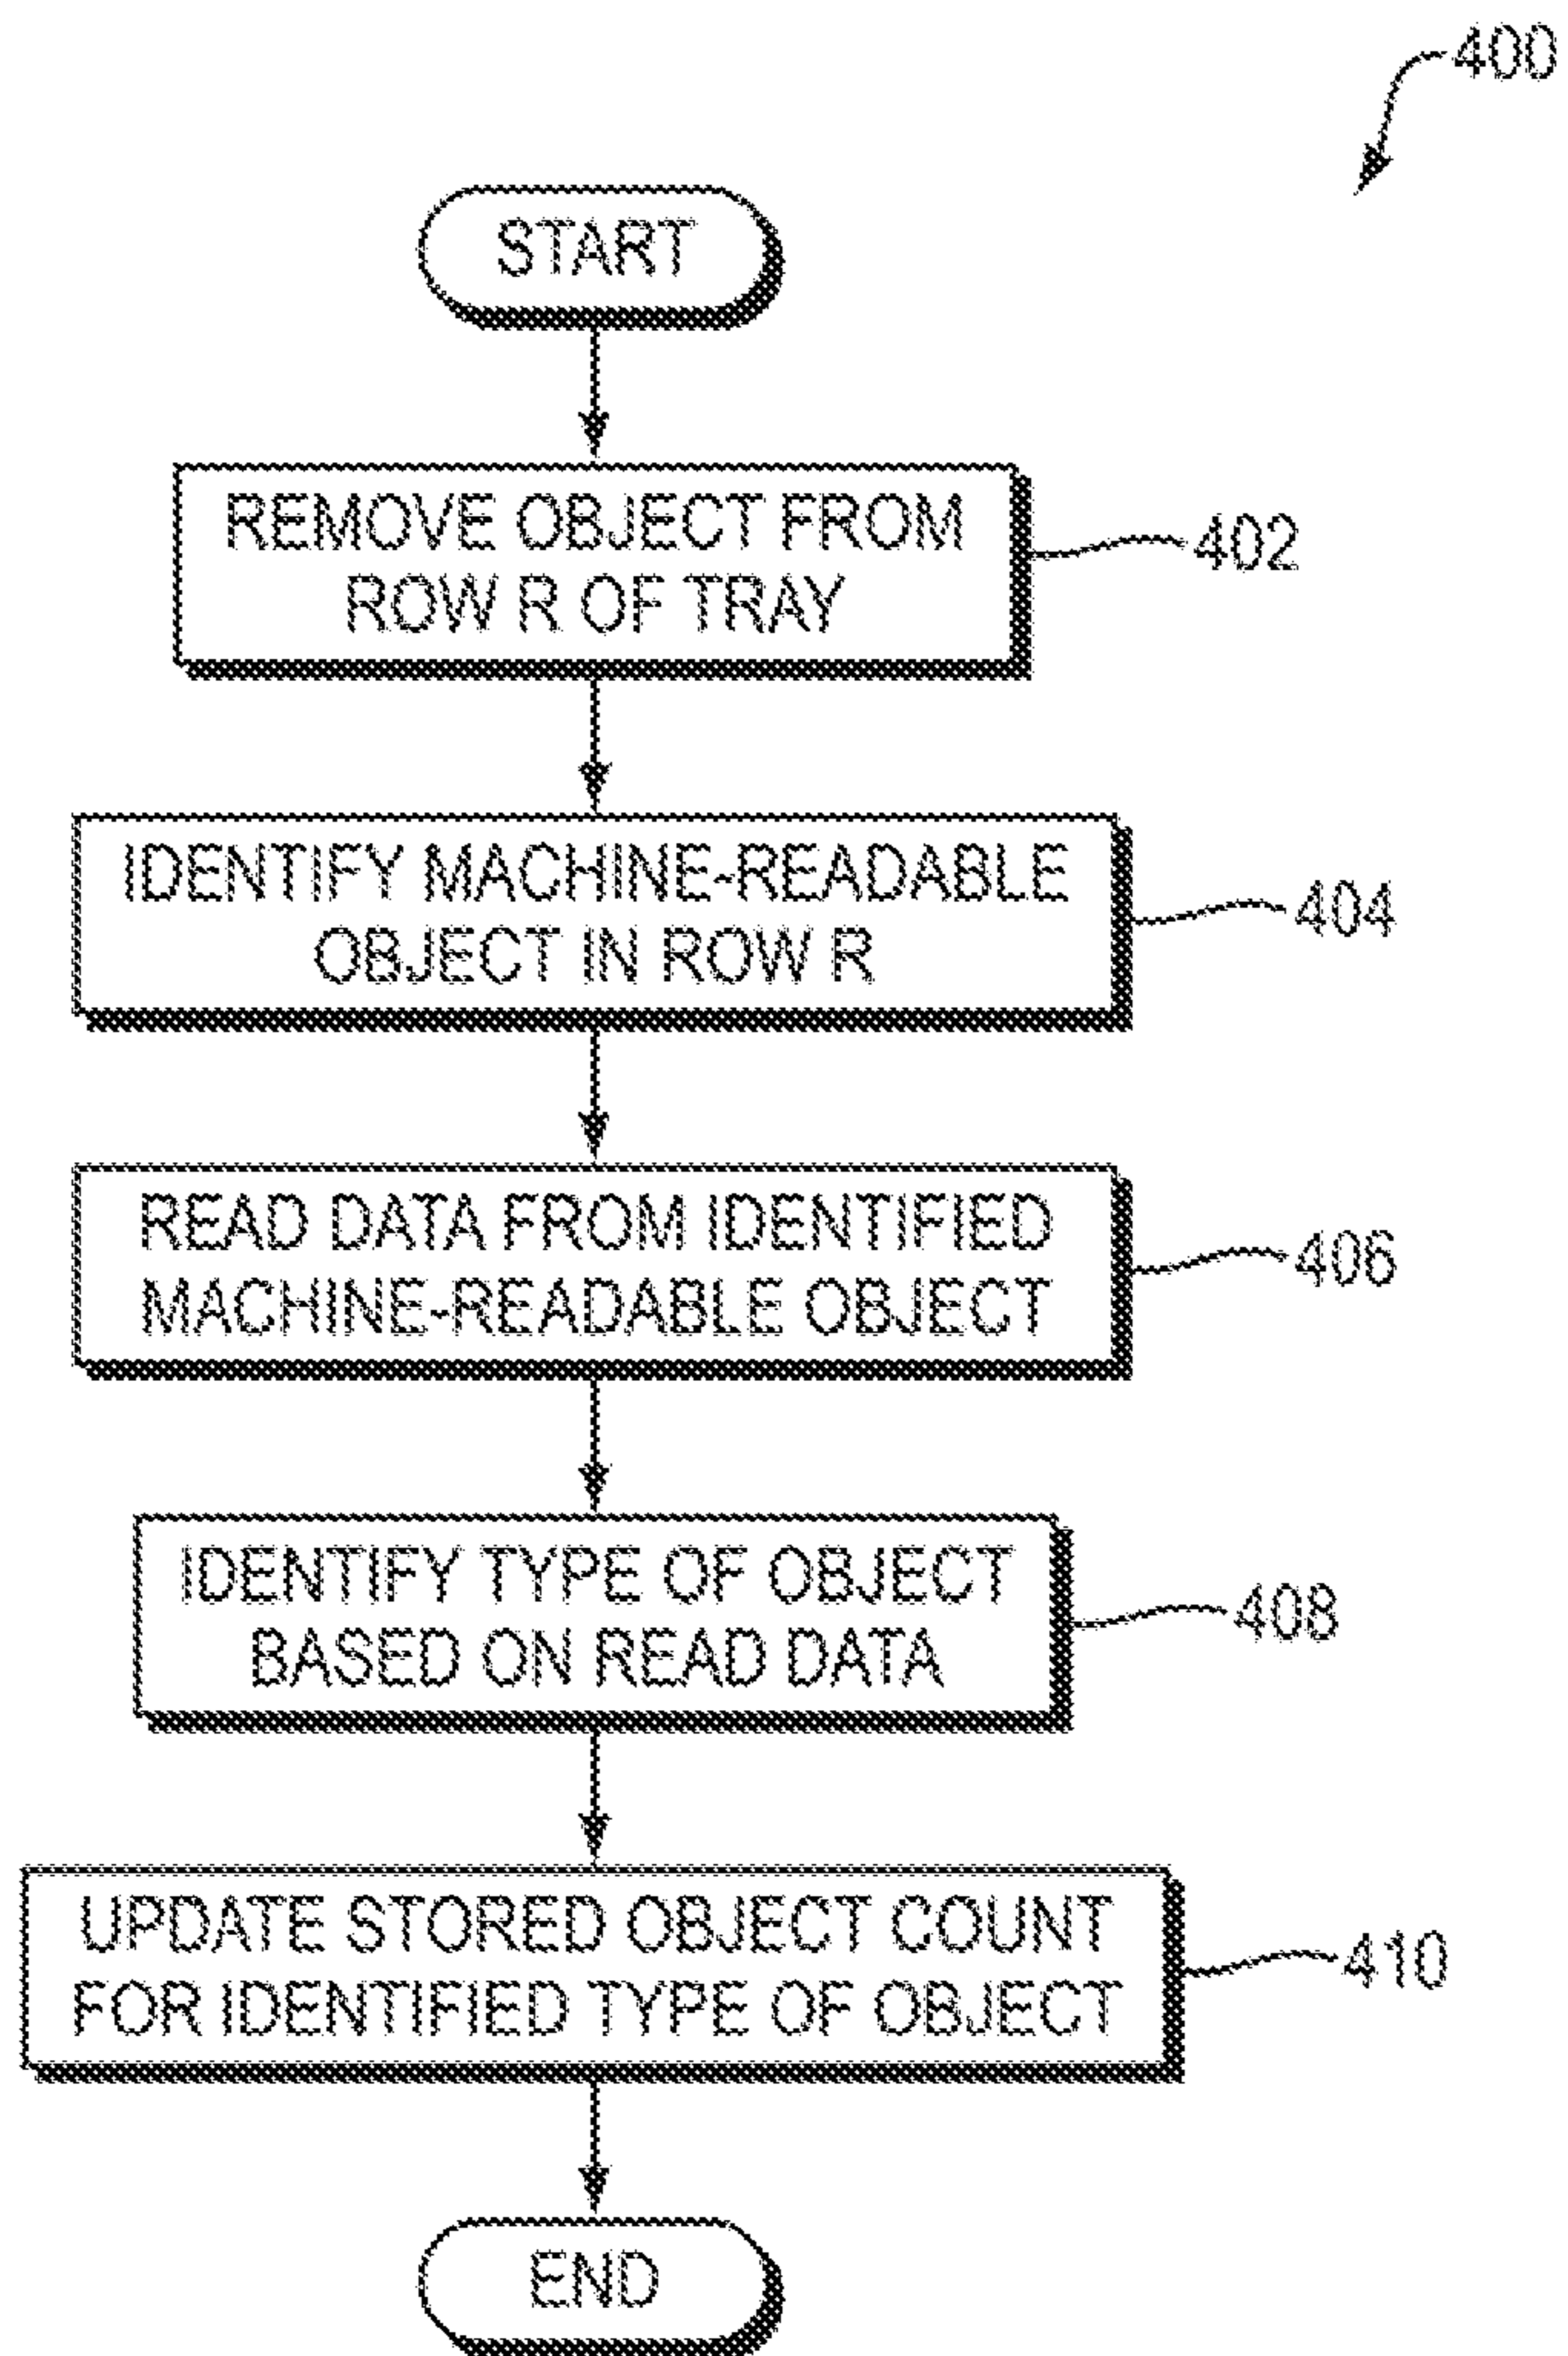 400
START
REMOVE OBJECT FROM
ROW R OF TRAY
402
IDENTIFY MACHINE-READABLE
OBJECT IN ROW R
404
READ DATA FROM IDENTIFIED
MACHINE-READABLE OBJECT
406
IDENTIFY TYPE OF OBJECT
BASED ON READ DATA
408
UPDATE STORED OBJECT COUNT
FOR IDENTIFIED TYPE OF OBJECT
410
END